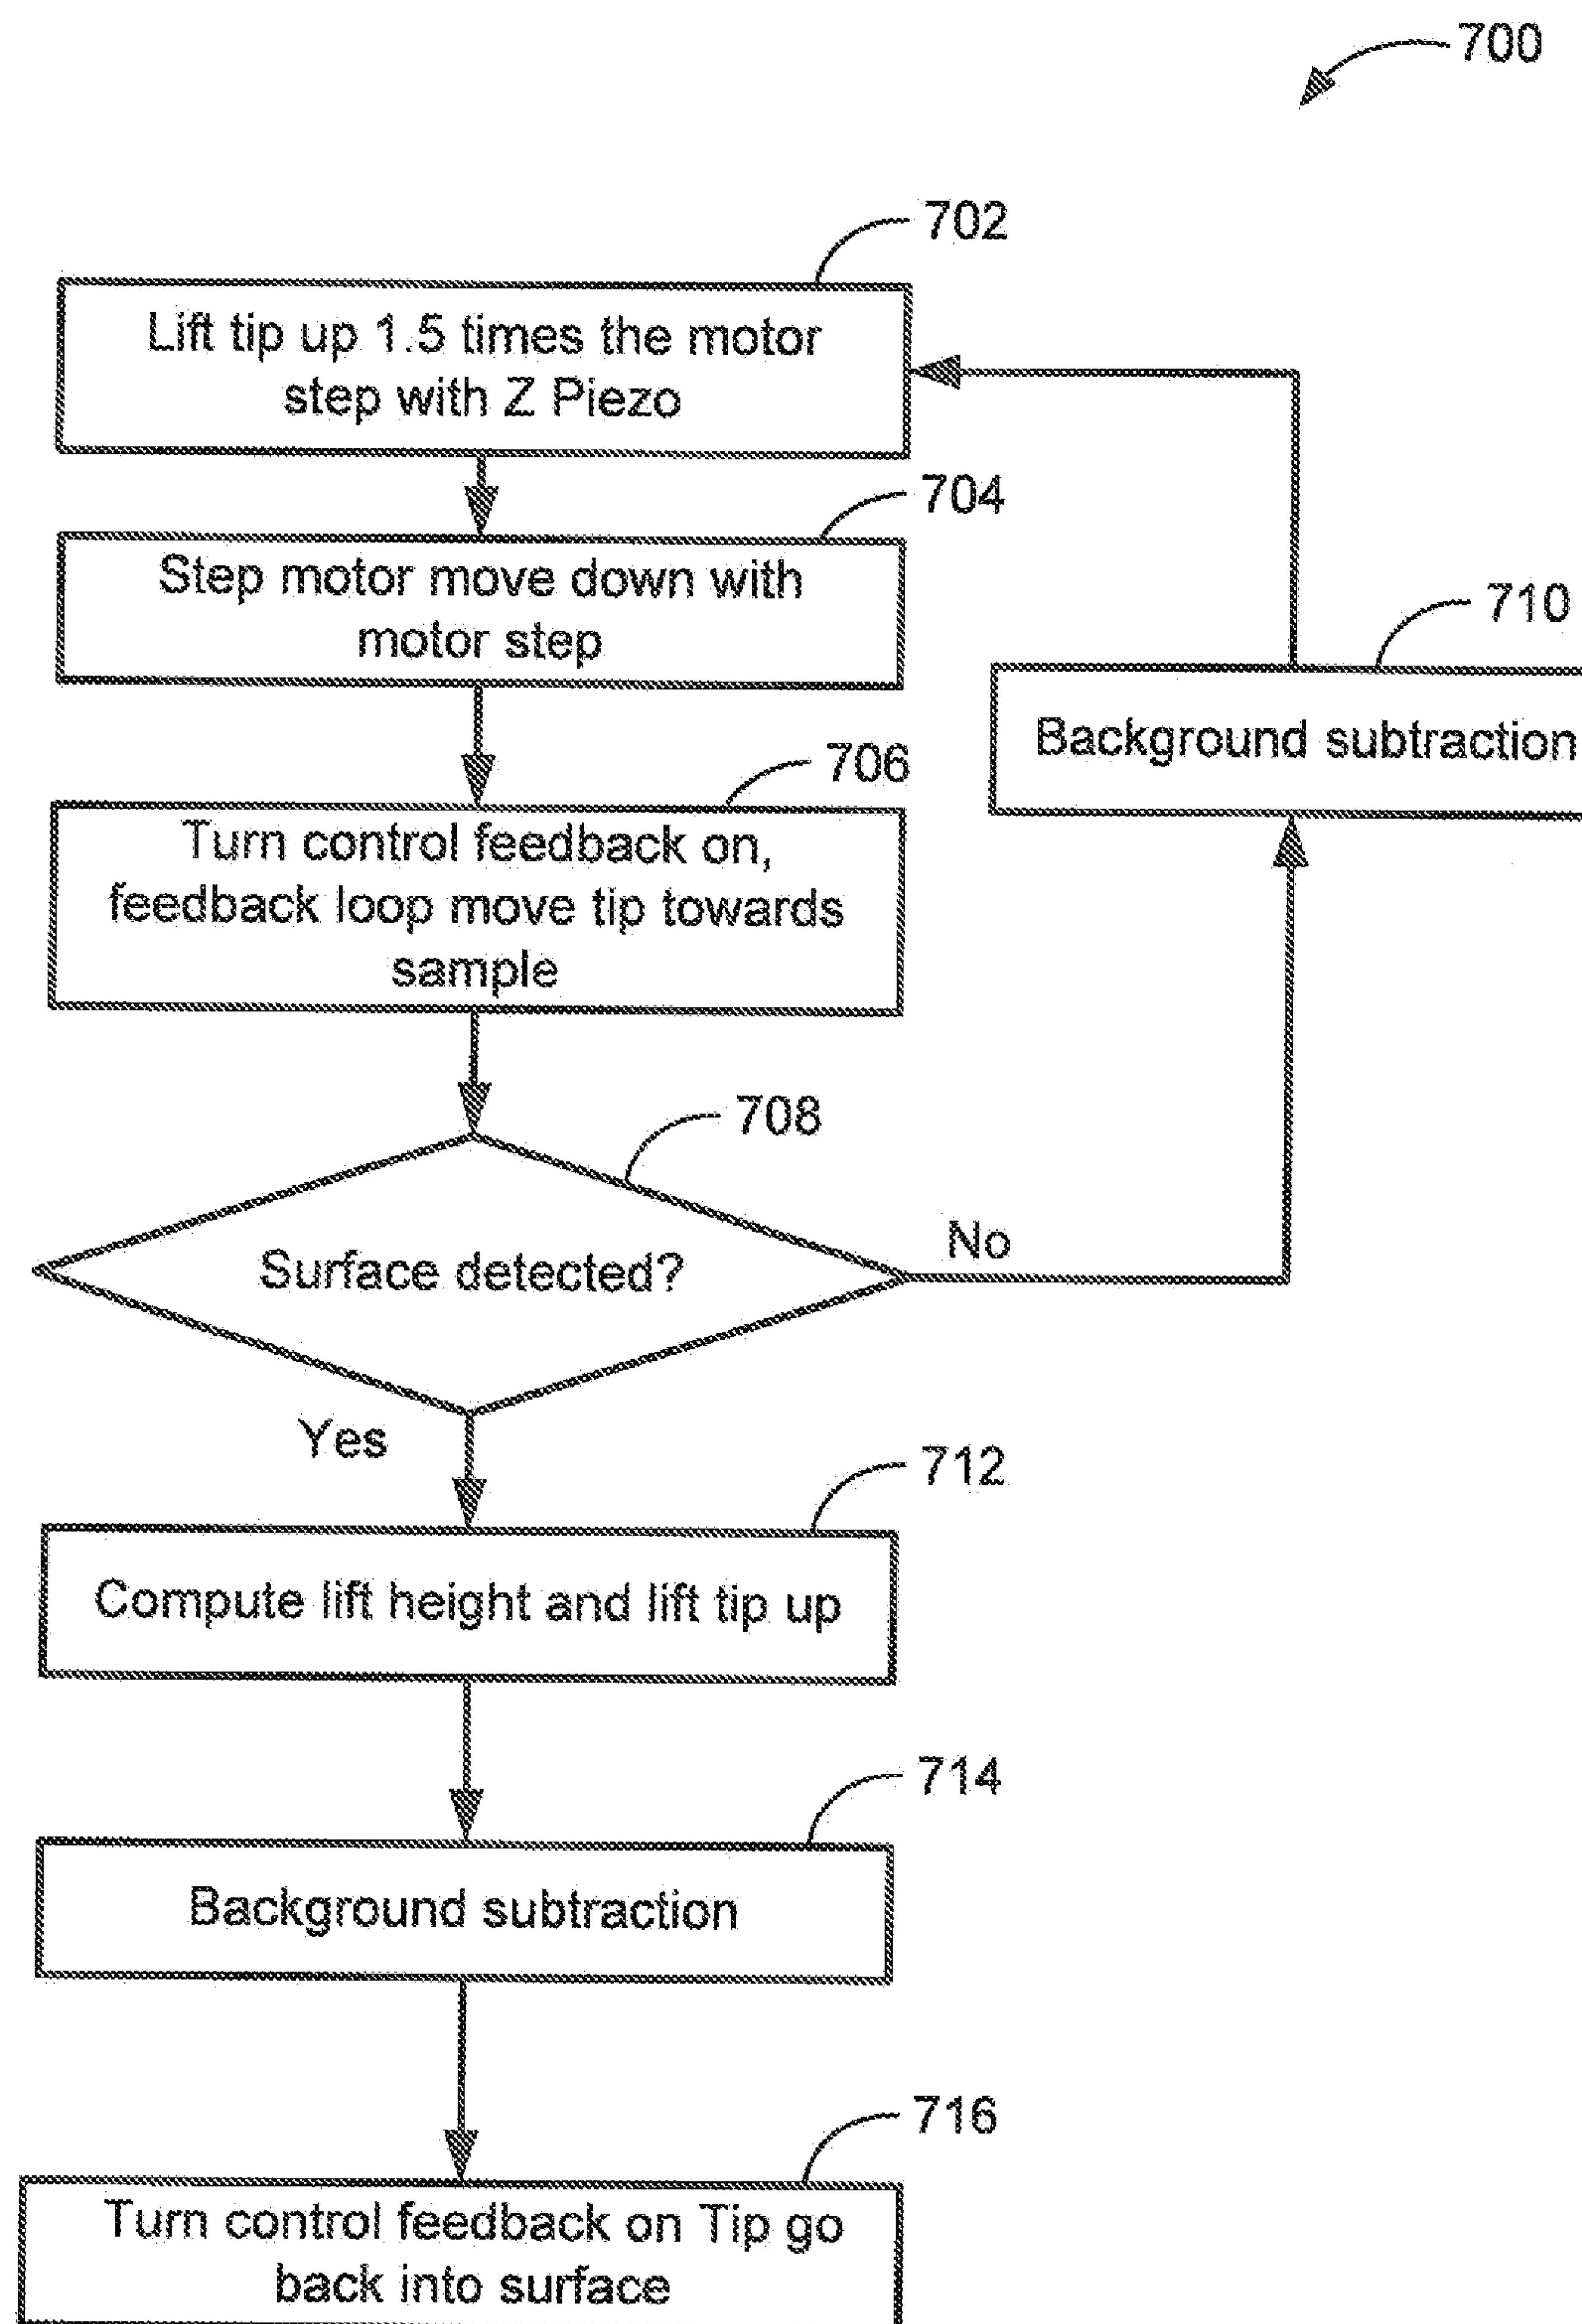 700
702
Lift tip up 1.5 times the motor
step with Z Piezo
704
Step motor move down with
motor step
710
Background subtraction
706
Turn control feedback on,
feedback loop move tip towards
sample
708
Surface detected?
No
Yes
712
Compute lift height and lift tip up
714
Background subtraction
716
Turn control feedback on Tip go
back into surface